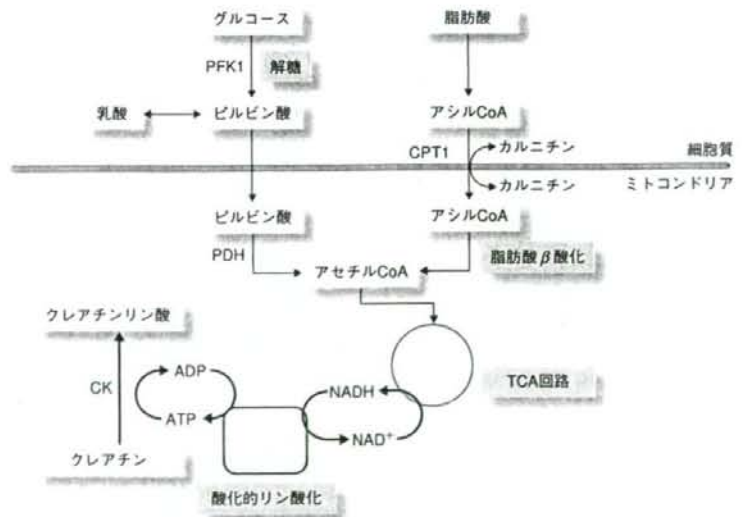 グルコース
脂肪酸
PFK1
解糖
乳酸
ピルビン酸
アシルCoA
CPT1
カルニチン
細胞質
カルニチン
ミトコンドリア
ピルビン酸
アシルCoA
PDH
アセチルCoA
脂肪酸β酸化
クレアチンリン酸
ADP
CK
NADH
TCA回路
ATP
NAD⁺
クレアチン
酸化的リン酸化